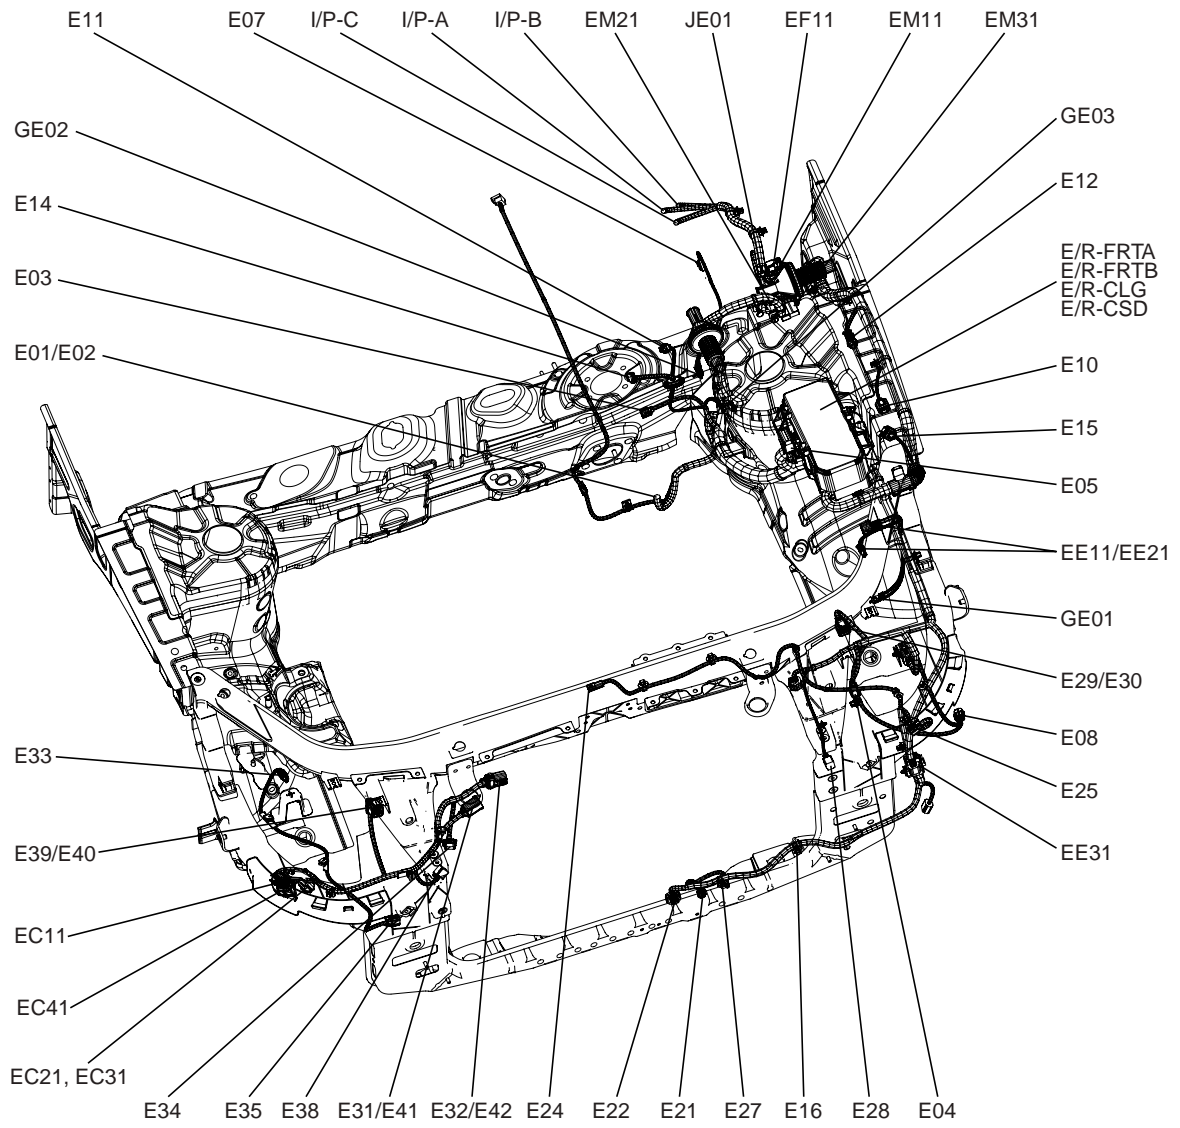 E11 E07 I/P-C I/P-A I/P-B EM21 JE01 EF11 EM11 EM31
GE02
E14
E03
E01/E02
GE03
E12
E/R-FRTA
E/R-FRTB
E/R-CLG
E/R-CSD
E10
E15
E05
EE11/EE21
GE01
E29/E30
E08
E25
EE31
E33
E39/E40
EC11
EC41
EC21, EC31
E34 E35 E38 E31/E41 E32/E42 E24 E22 E21 E27 E16 E28 E04